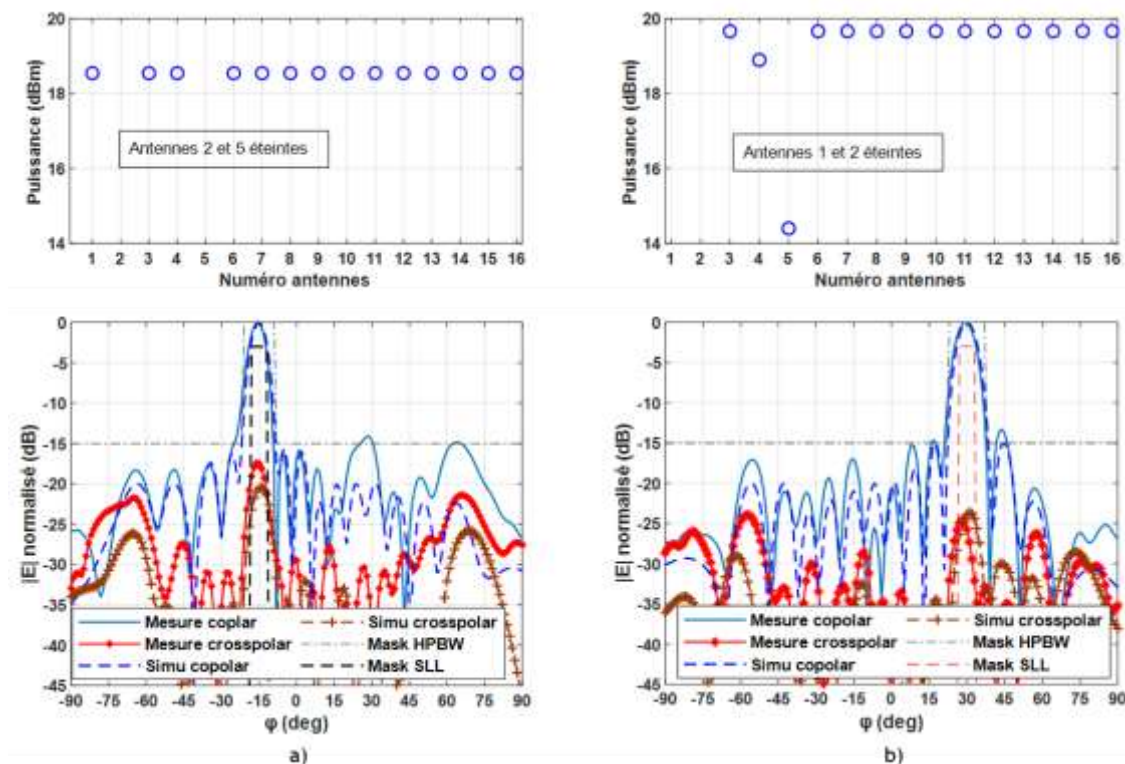 20
18
16
14
Puissance (dBm)
Antennes 2 et 5 éteintes
1 2 3 4 5 6 7 8 9 10 11 12 13 14 15 16
Numéro antennes
20
18
16
14
Puissance (dBm)
Antennes 1 et 2 éteintes
1 2 3 4 5 6 7 8 9 10 11 12 13 14 15 16
Numéro antennes
0
-5
-10
-15
-20
-25
-30
-35
-40
-45
|E| normalisé (dB)
Mesure coplar
Mesure crosspolar
Simu copolar
Simu crosspolar
Mask HPBW
Mask SLL
-90 -75 -60 -45 -30 -15 0 15 30 45 60 75 90
φ (deg)
a)
0
-5
-10
-15
-20
-25
-30
-35
-40
-45
|E| normalisé (dB)
Mesure coplar
Mesure crosspolar
Simu copolar
Simu crosspolar
Mask HPBW
Mask SLL
-90 -75 -60 -45 -30 -15 0 15 30 45 60 75 90
φ (deg)
b)